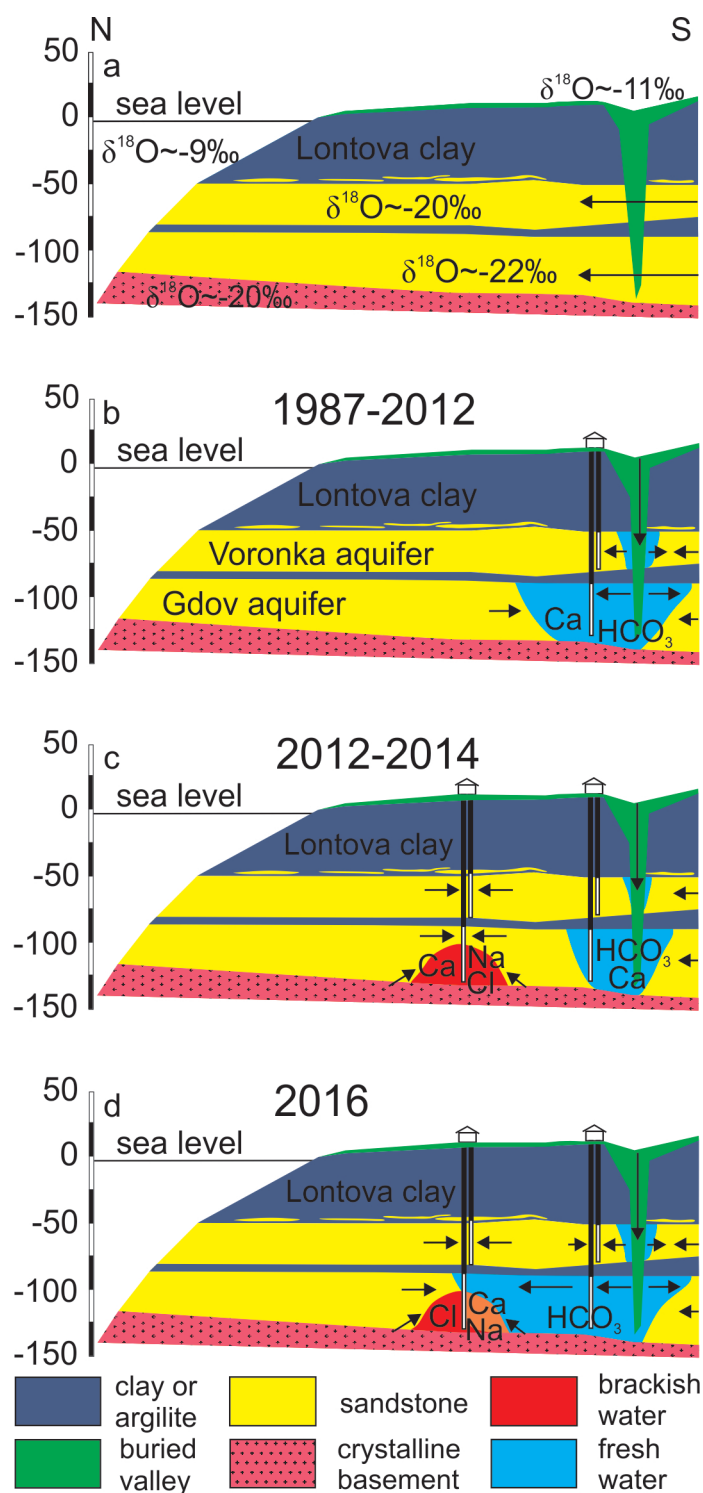 N S
50
a
δ¹⁸O~-11‰
0
sea level
δ¹⁸O~-9‰
Lontova clay
-50
δ¹⁸O~-20‰
-100
δ¹⁸O~-22‰
δ¹⁸O~-20‰
-150
50
b
1987-2012
0
sea level
Lontova clay
-50
Voronka aquifer
-100
Gdov aquifer
Ca
HCO₃
-150
50
c
2012-2014
0
sea level
Lontova clay
-50
-100
Ca
Na
Cl
HCO₃
Ca
-150
50
d
2016
0
sea level
Lontova clay
-50
-100
Cl
Ca
Na
HCO₃
-150
clay or
argilite
sandstone
brackish
water
buried
valley
crystalline
basement
fresh
water